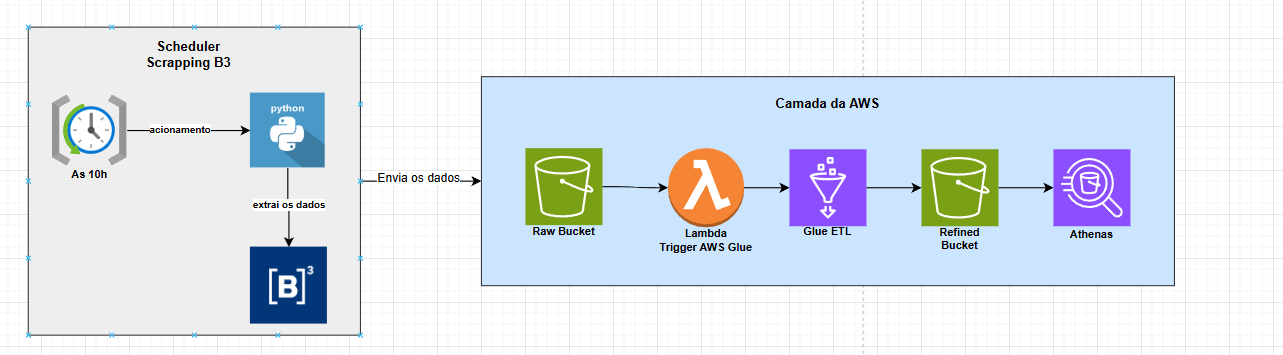 Scheduler
Scrapping B3
As 10h
acionamento
python
extrai os dados
[B]³
Envia os dados
Camada da AWS
Raw Bucket
Lambda
Trigger AWS Glue
Glue ETL
Refined
Bucket
Athenas